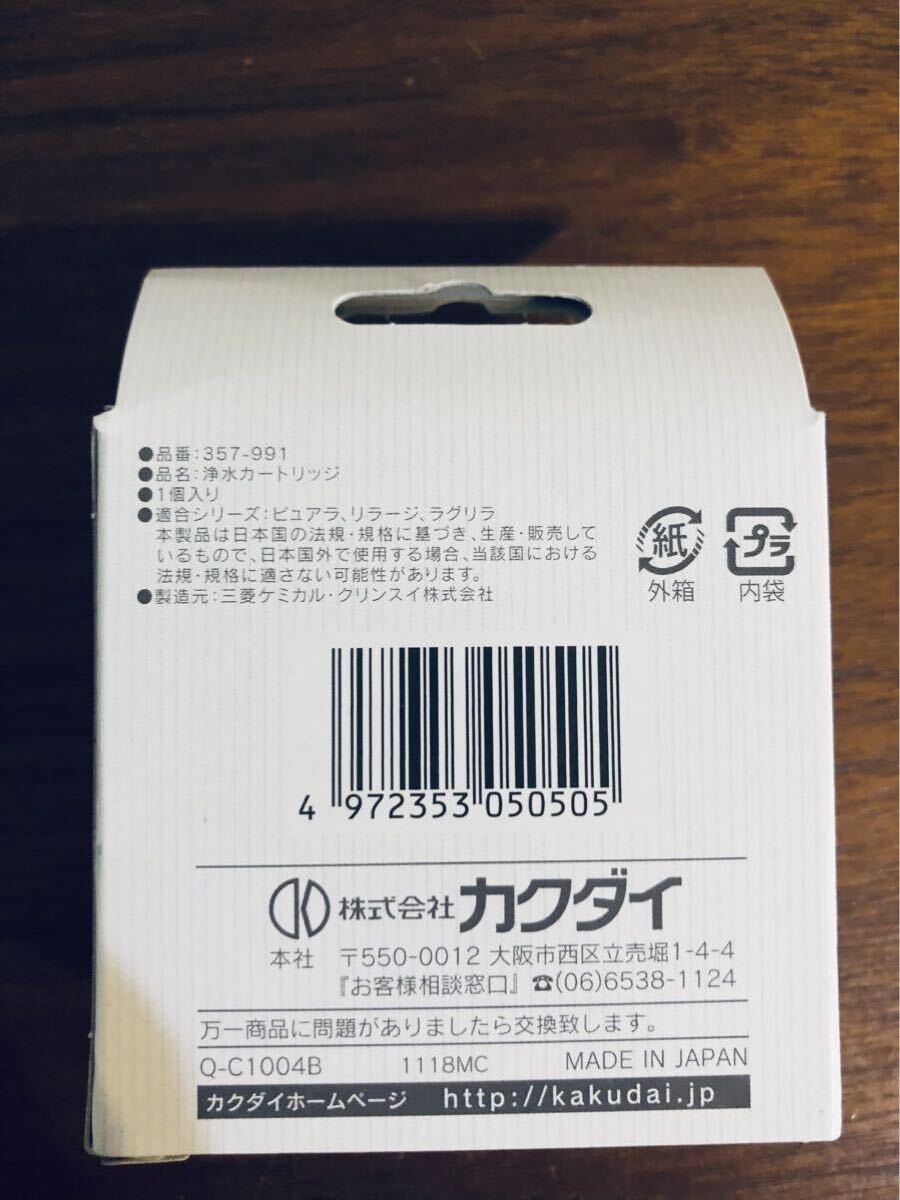 ●品番:357-991
●品名:浄水カートリッジ
●1個入り
●適合シリーズ:ピュアラ、リラージ、ラグリラ
本製品は日本国の法規・規格に基づき、生産・販売して
いるもので、日本国外で使用する場合、当該国における
法規・規格に適さない可能性があります。
●製造元:三菱ケミカル・クリンスイ株式会社
紙
外箱
プラ
内袋
4 972353 050505
株式会社カクダイ
本社 〒550-0012 大阪市西区立売堀1-4-4
『お客様相談窓口』☎(06)6538-1124
万一商品に問題がありましたら交換致します。
Q-C1004B 1118MC MADE IN JAPAN
カクダイホームページ http://kakudai.jp